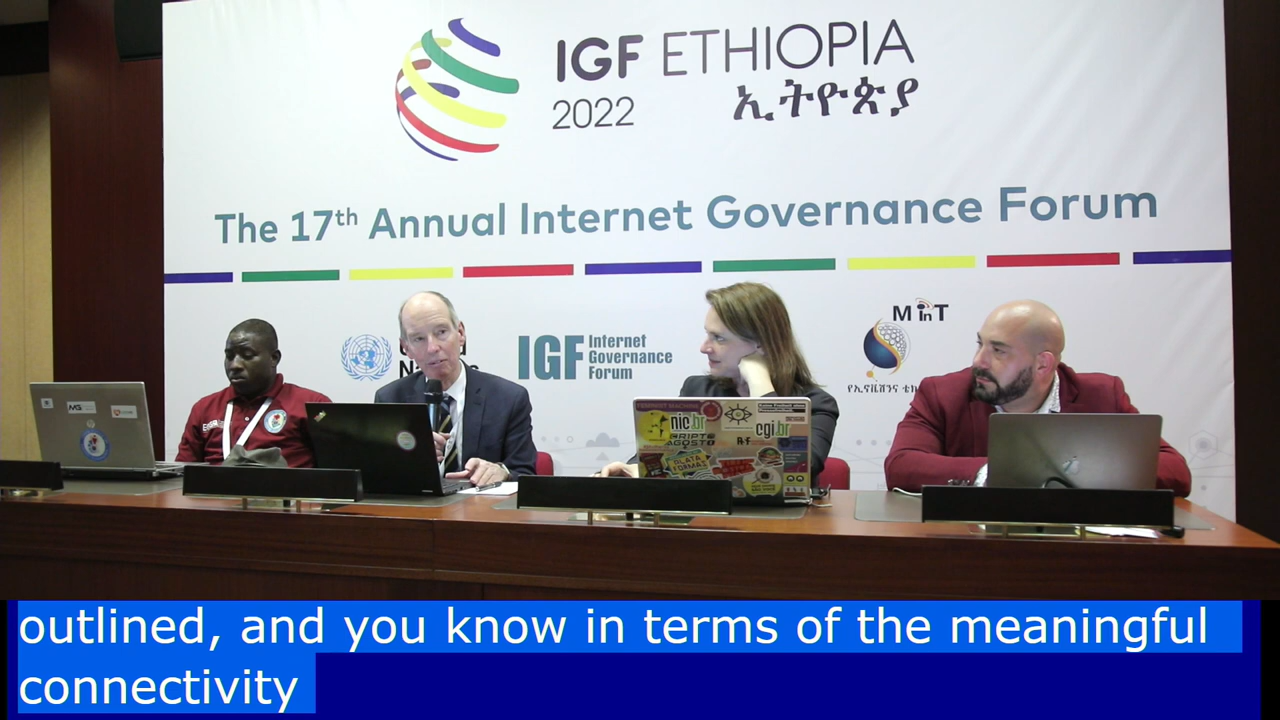 IGF ETHIOPIA
2022 ኢትዮጵያ
The 17th Annual Internet Governance Forum
M inT
IGF Internet
Governance
Forum
nic.br
cgi.br
outlined, and you know in terms of the meaningful
connectivity